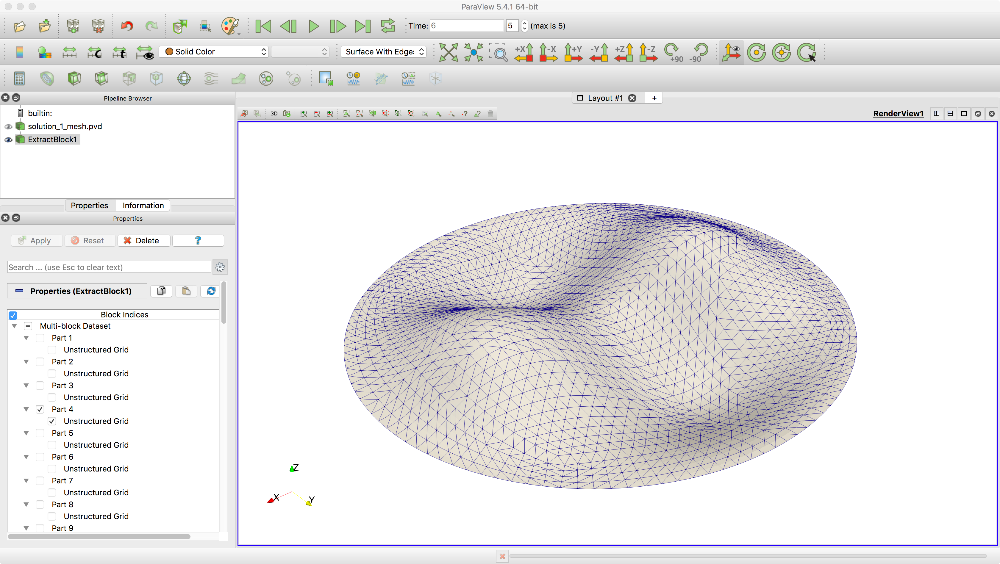 ParaView 5.4.1 64-bit
Time: 6 5 (max is 5)
C t Solid Color Surface With Edges +X -X +Y -Y +Z -Z +90 -90
Pipeline Browser
Layout #1 +
builtin:
3D ? ? RenderView1
solution_1_mesh.pvd
ExtractBlock1
Properties Information
Properties
Apply Reset Delete ?
Search ... (use Esc to clear text)
Properties (ExtractBlock1)
Block Indices
Multi-block Dataset
Part 1
Unstructured Grid
Part 2
Unstructured Grid
Part 3
Unstructured Grid
Part 4
Unstructured Grid
Part 5
Unstructured Grid
Part 6
Unstructured Grid
Part 7
Unstructured Grid
Part 8
Unstructured Grid
Part 9
Z
X
Y